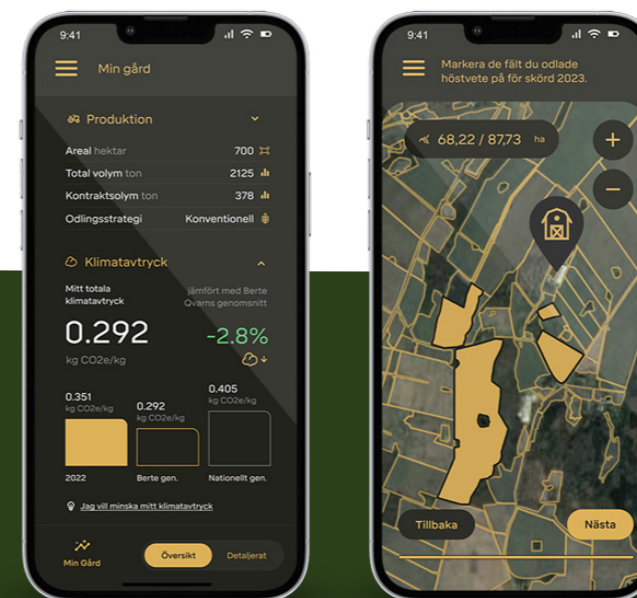 9:41
Min gård
Produktion
Areal hektar 700
Total volym ton 2125
Kontraktsolym ton 378
Odlingsstrategi Konventionell
Klimatavtryck
Mitt totala
klimatavtryck
jämfört med Berte
Qvarns genomsnitt
0.292
-2.8%
kg CO2e/kg
0.351
kg CO2e/kg
0.292
kg CO2e/kg
0.405
kg CO2e/kg
2022
Berte gen.
Nationellt gen.
Jag vill minska mitt klimatavtryck
Min Gård
Översikt
Detaljerat
9:41
Markera de fält du odlade
höstvete på för skörd 2023.
68,22 / 87,73 ha
+
−
Tillbaka
Nästa